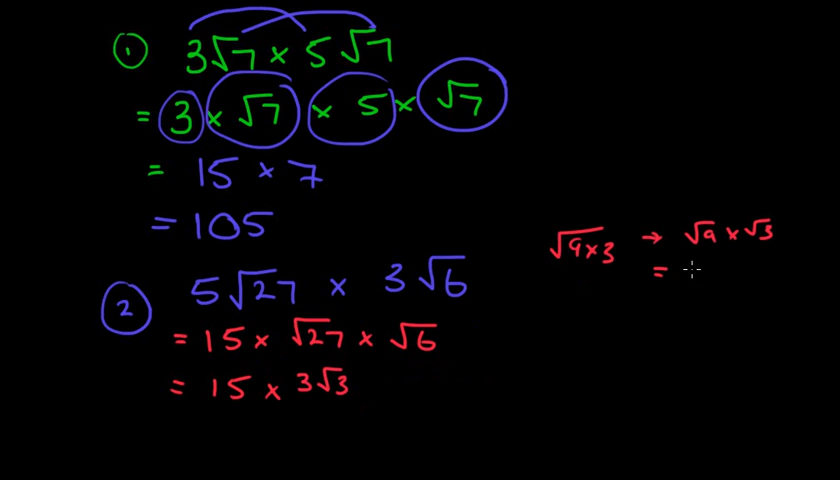 1 3√7 × 5√7
= 3 × √7 × 5 × √7
= 15 × 7
= 105
2 5√27 × 3√6
= 15 × √27 × √6
= 15 × 3√3
√9×3 → √9 × √3
=